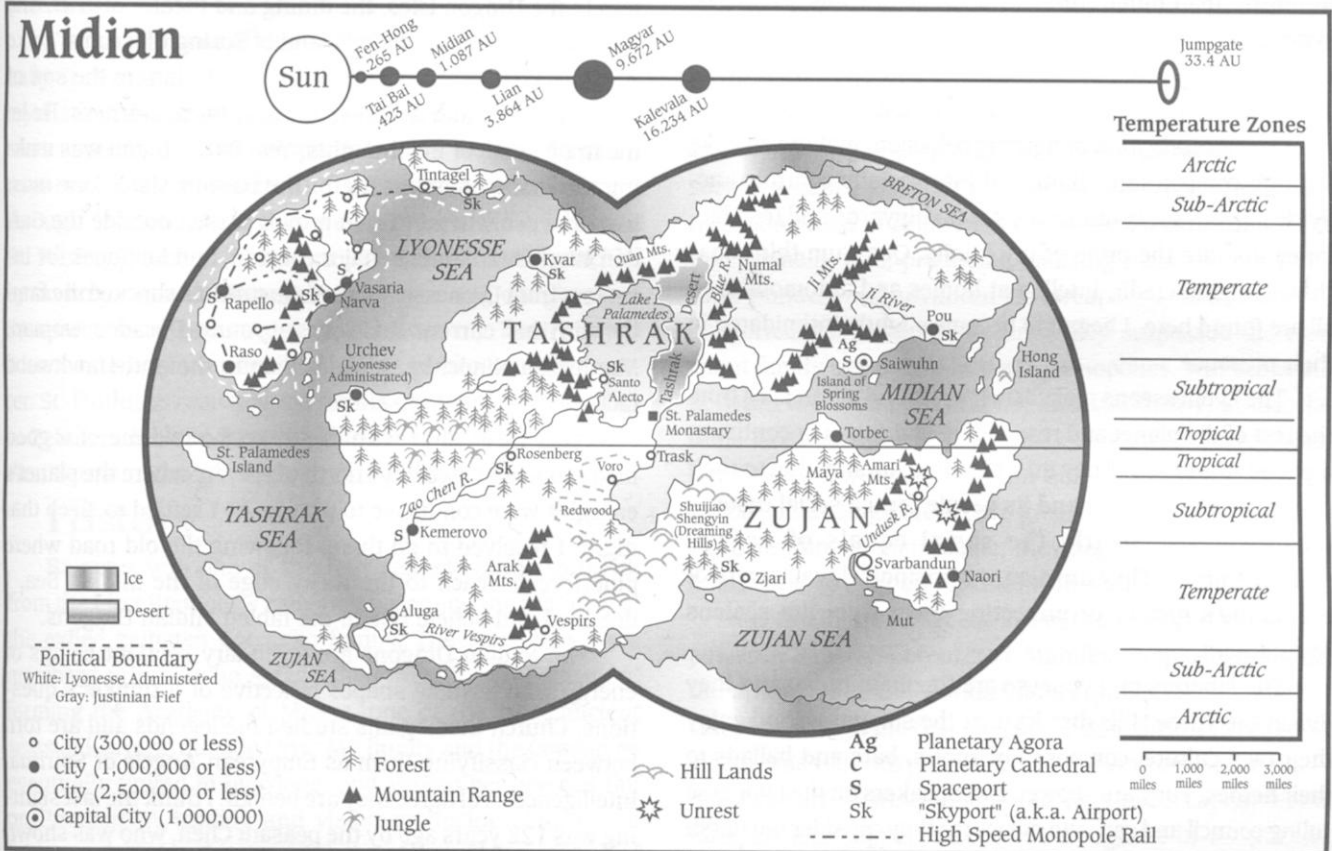 Midian
Sun
Fen-Hong
.265 AU
Tai Bai
.423 AU
Midian
1.087 AU
Lian
3.864 AU
Magyar
9.672 AU
Kalevala
16.234 AU
Jumpgate
33.4 AU
Temperature Zones
Arctic
Sub-Arctic
Temperate
Subtropical
Tropical
Tropical
Subtropical
Temperate
Sub-Arctic
Arctic
Tintagel
Sk
LYONESSE
SEA
S
Rapello
S
Sk
Vasaria
Narva
Raso
S
Urchev
(Lyonesse
Administrated)
Sk
St. Palamedes
Island
TASHRAK
SEA
Kvar
Sk
Quan Mts.
Lake
Palamedes
TASHRAK
Tashrak
Desert
Blue R.
Numal
Mts.
Sk
Santo
Alecto
St. Palamedes
Monastary
Rosenberg
Sk
Trask
Voro
Redwood
Zao Chen R.
S
Novo
Arak
Mts.
Aluga
Sk
River Vespirs
Vespirs
ZUJAN
SEA
BRETON SEA
Ji Mts.
Ji River
Pou
Sk
Ag
S
Saiwuhn
Island of
Spring
Blossoms
MIDIAN
SEA
Hong
Island
Torbec
Maya
Amari
Mts.
Shuijiao
Shengyin
(Dreaming
Hills)
ZUJAN
Undusk R.
Sk
Zjari
Svarbandun
S
Naori
Mut
ZUJAN SEA
Ice
Desert
Political Boundary
White: Lyonesse Administered
Granian Fief
City (300,000 or less)
City (1,000,000 or less)
City (2,500,000 or less)
Capital City (1,000,000)
Forest
Mountain Range
Jungle
Hill Lands
Unrest
Ag Planetary Agora
C Planetary Cathedral
S Spaceport
Sk "Skyport" (a.k.a. Airport)
High Speed Monopole Rail
0 1,000 2,000 3,000
miles miles miles miles